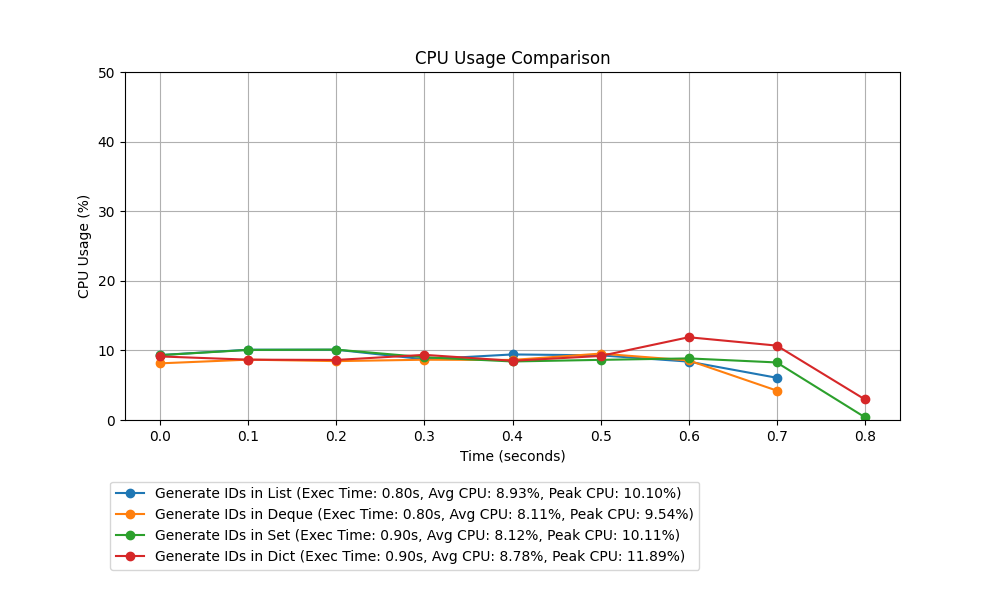 CPU Usage Comparison
50
40
30
20
10
0
CPU Usage (%)
0.0 0.1 0.2 0.3 0.4 0.5 0.6 0.7 0.8
Time (seconds)
Generate IDs in List (Exec Time: 0.80s, Avg CPU: 8.93%, Peak CPU: 10.10%)
Generate IDs in Deque (Exec Time: 0.80s, Avg CPU: 8.11%, Peak CPU: 9.54%)
Generate IDs in Set (Exec Time: 0.90s, Avg CPU: 8.12%, Peak CPU: 10.11%)
Generate IDs in Dict (Exec Time: 0.90s, Avg CPU: 8.78%, Peak CPU: 11.89%)